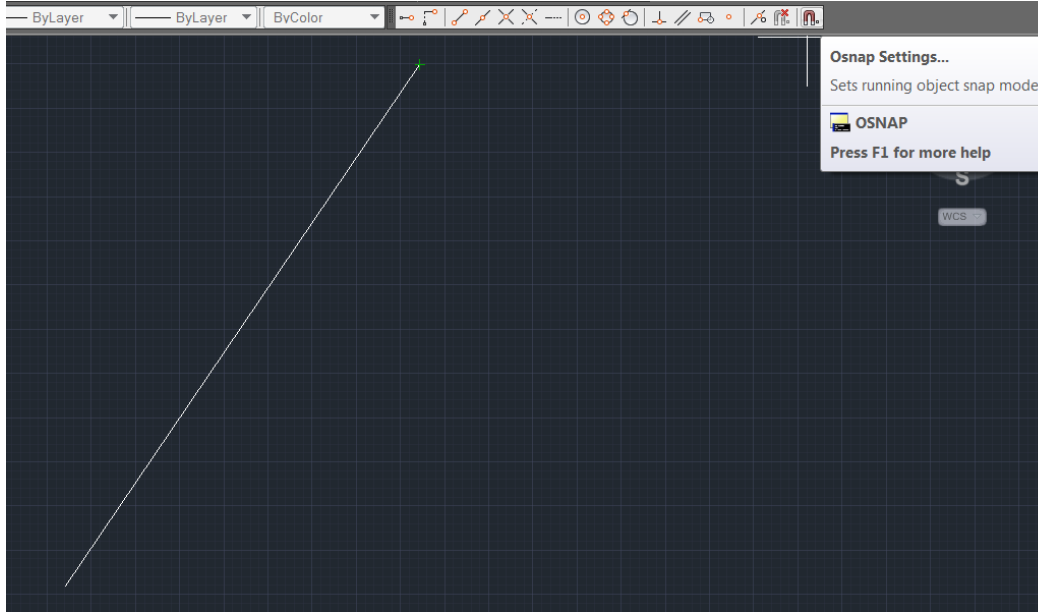 ByLayer ByLayer ByColor
Osnap Settings...
Sets running object snap mode
OSNAP
Press F1 for more help
S
WCS